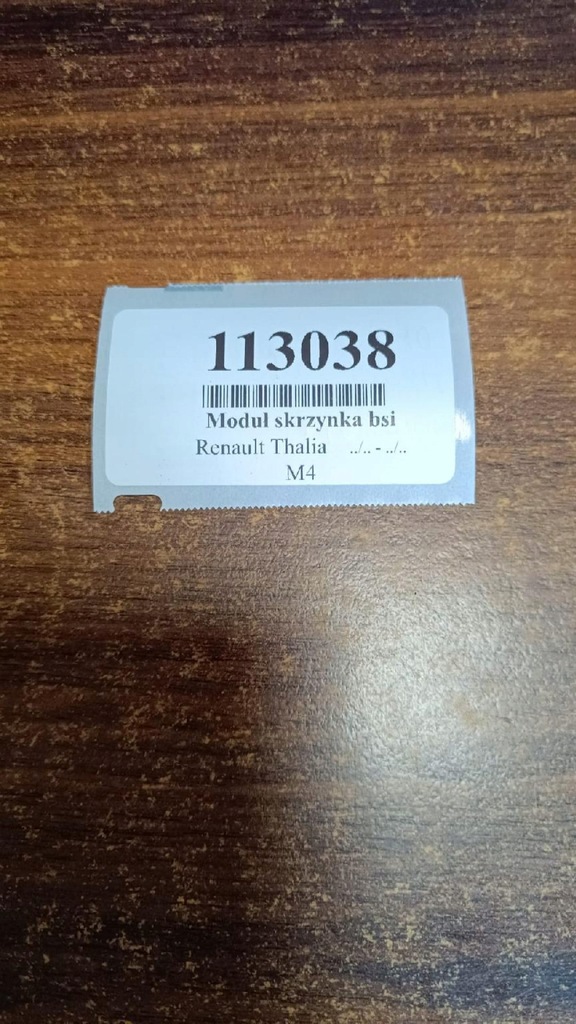 113038
Moduł skrzynka bsi
Renault Thalia ../.. - ../..
M4